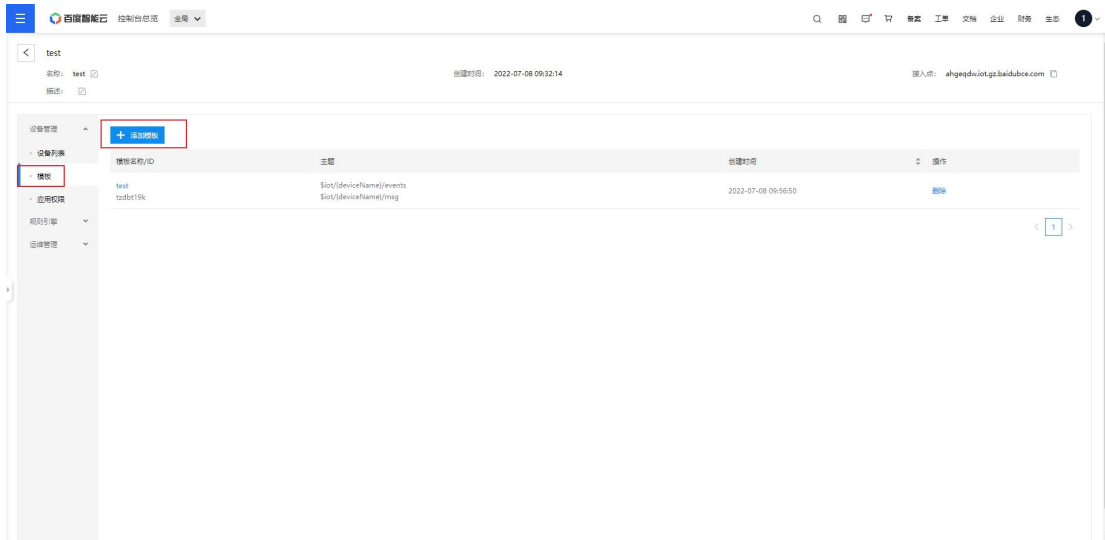 百度智能云 控制台总览 全局 备案 工单 文档 企业 财务 生态 1
test
名称: test 创建时间: 2022-07-08 09:32:14 接入点: ahgeqdw.iot.gz.baidubce.com
描述:
设备管理
设备列表
模板
应用权限
规则引擎
运维管理
添加模板
模板名称/ID 主题 创建时间 操作
test $iot/{deviceName}/events 2022-07-08 09:56:50 删除
tzdbt19k $iot/{deviceName}/msg
1